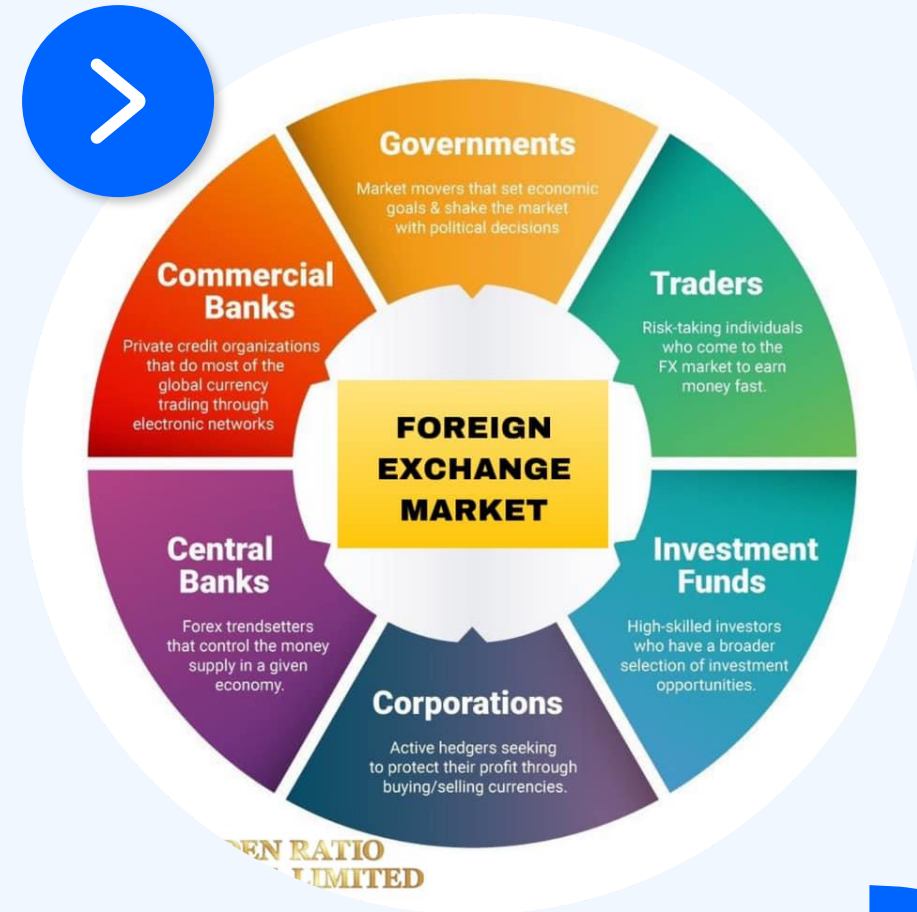 Governments
Market movers that set economic
goals & shake the market
with political decisions
Traders
Risk-taking individuals
who come to the
FX market to earn
money fast.
Investment
Funds
High-skilled investors
who have a broader
selection of investment
opportunities.
Corporations
Active hedgers seeking
to protect their profit through
buying/selling currencies.
Central
Banks
Forex trendsetters
that control the money
supply in a given
economy.
Commercial
Banks
Private credit organizations
that do most of the
global currency
trading through
electronic networks
FOREIGN
EXCHANGE
MARKET
RATIO
LIMITED